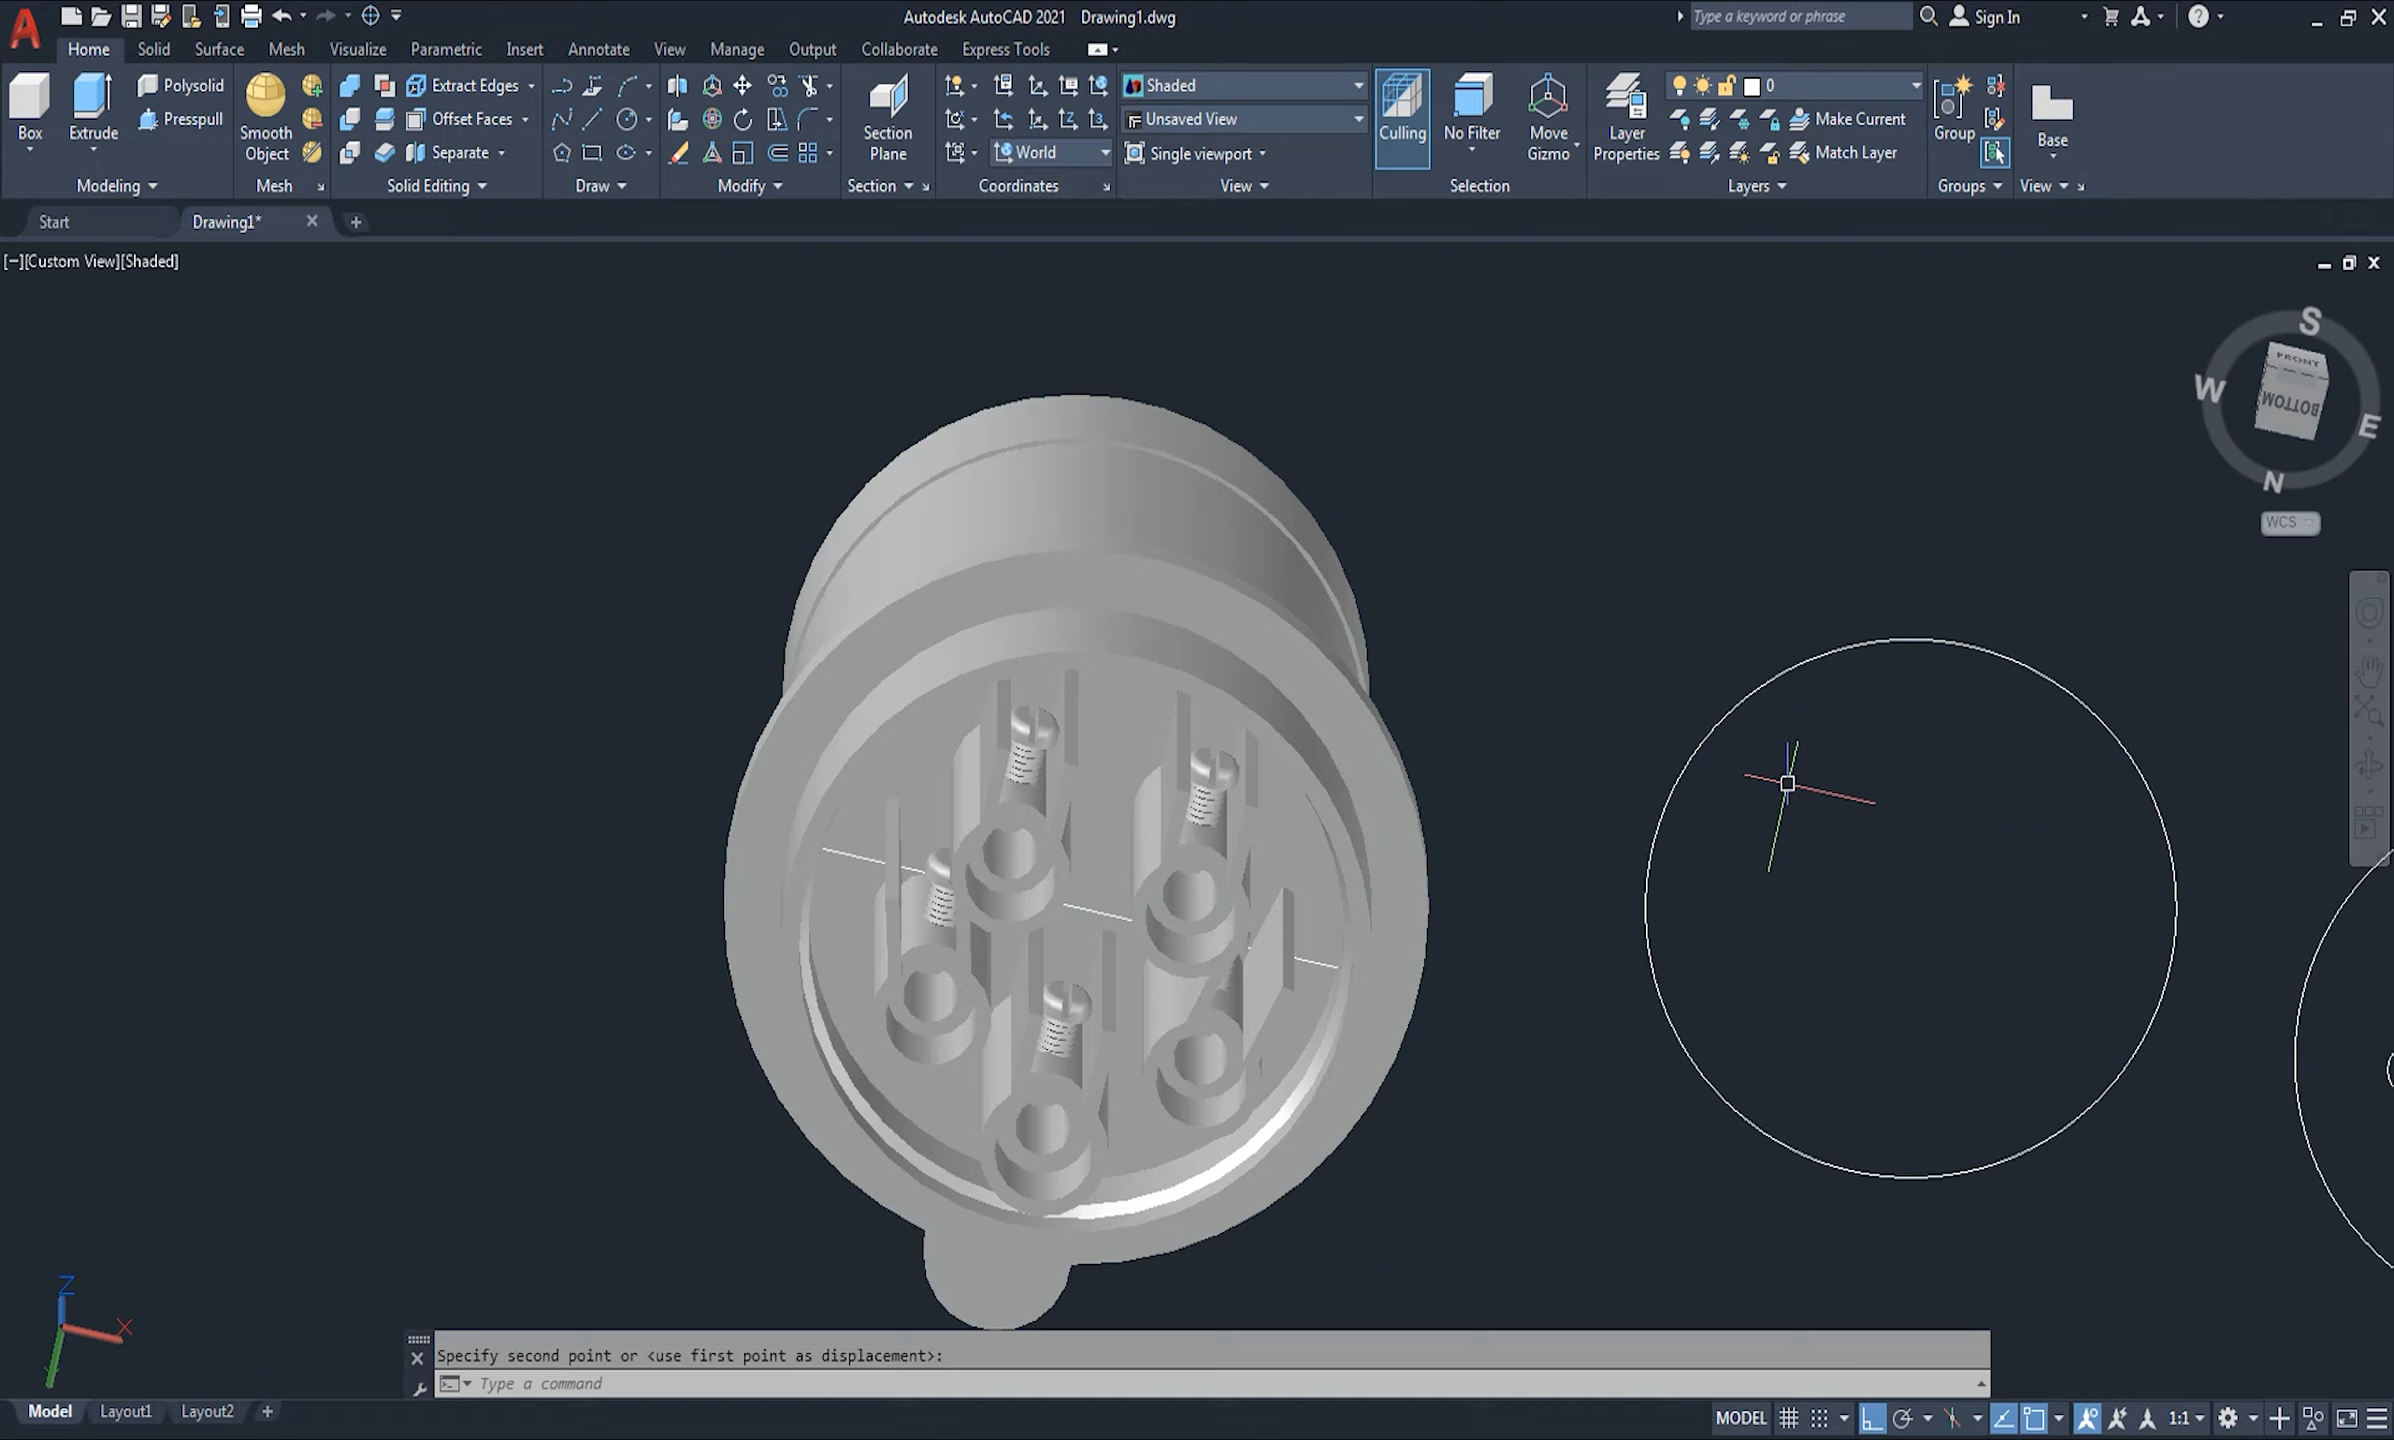 Autodesk AutoCAD 2021 Drawing1.dwg
Type a keyword or phrase
Sign In
Home Solid Surface Mesh Visualize Parametric Insert Annotate View Manage Output Collaborate Express Tools
Box
Extrude
Polysolid
Presspull
Modeling
Smooth
Object
Mesh
Extract Edges
Offset Faces
Separate
Solid Editing
Draw
Modify
Section
Plane
Section
World
Coordinates
Shaded
Unsaved View
Single viewport
View
Culling
No Filter
Move
Gizmo
Selection
Layer
Properties
0
Make Current
Match Layer
Layers
Group
Groups
Base
View
Start
Drawing1*
[−][Custom View][Shaded]
S
W
E
N
FRONT
BOTTOM
WCS
Z
X
Specify second point or <use first point as displacement>:
Type a command
Model Layout1 Layout2
MODEL
1:1